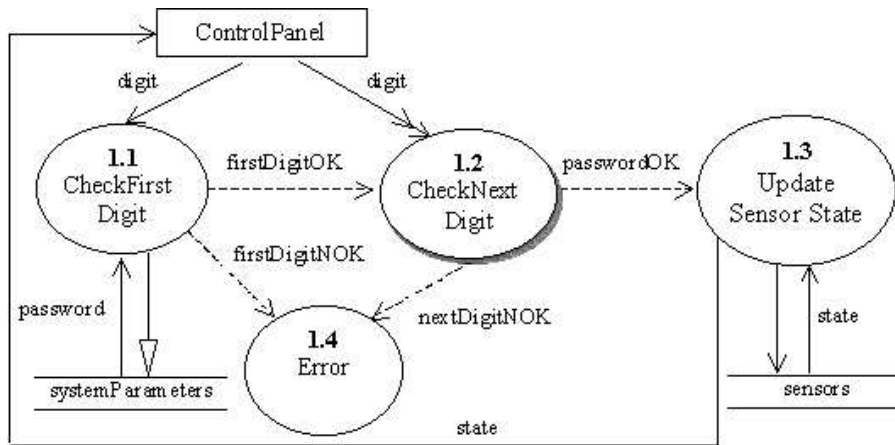 ControlPanel
digit
digit
1.1
CheckFirst
Digit
firstDigitOK
1.2
CheckNext
Digit
passwordOK
1.3
Update
Sensor State
firstDigitNOK
password
nextDigitNOK
state
1.4
Error
systemParameters
sensors
state